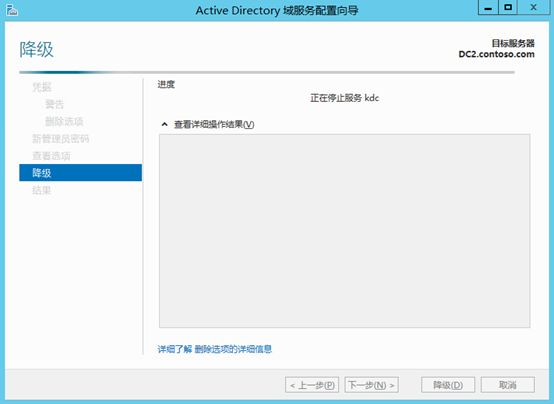 Active Directory 域服务配置向导
降级
目标服务器
DC2.contoso.com
凭据
警告
删除选项
新管理员密码
查看选项
降级
结果
进度
正在停止服务 kdc
查看详细操作结果(V)
详细了解 删除选项的详细信息
< 上一步(P)
下一步(N) >
降级(D)
取消